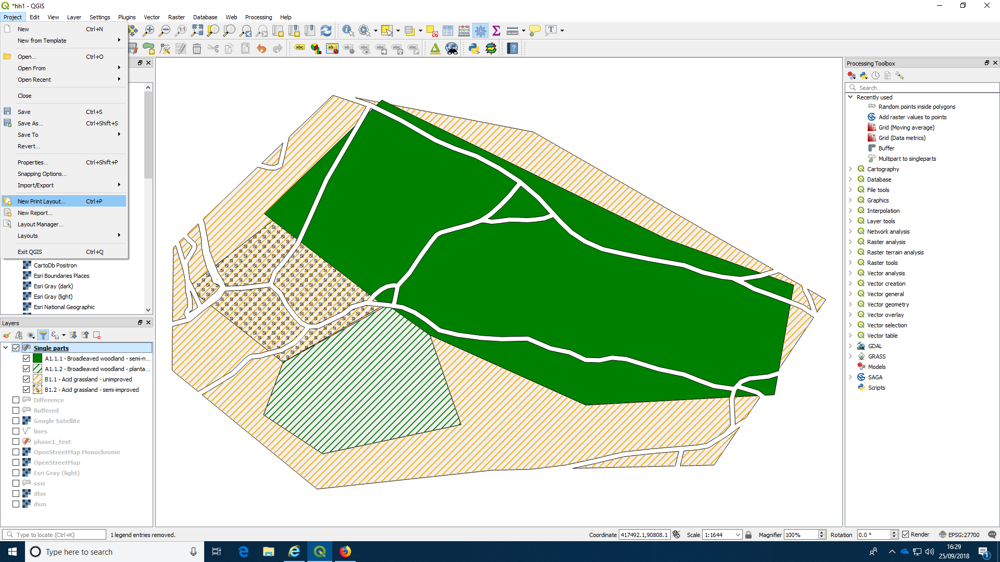 *hh1 - QGIS
Project Edit View Layer Settings Plugins Vector Raster Database Web Processing Help
New Ctrl+N
New from Template
Open... Ctrl+O
Open From
Open Recent
Close
Save Ctrl+S
Save As... Ctrl+Shift+S
Save To
Revert...
Properties... Ctrl+Shift+P
Snapping Options...
Import/Export
New Print Layout... Ctrl+P
New Report...
Layout Manager...
Layouts
Exit QGIS Ctrl+Q
CartoDb Positron
Esri Boundaries Places
Esri Gray (dark)
Esri Gray (light)
Esri National Geographic
Layers
Single parts
A1.1.1 - Broadleaved woodland - semi-n...
A1.1.2 - Broadleaved woodland - planta...
B1.1 - Acid grassland - unimproved
B1.2 - Acid grassland - semi-improved
Difference
Buffered
Google Satellite
lines
phase1_test
OpenStreetMap Monochrome
OpenStreetMap
Esri Gray (light)
sssi
dtm
dsm
Processing Toolbox
Search...
Recently used
Random points inside polygons
Add raster values to points
Grid (Moving average)
Grid (Data metrics)
Buffer
Multipart to singleparts
Cartography
Database
File tools
Graphics
Interpolation
Layer tools
Network analysis
Raster analysis
Raster terrain analysis
Raster tools
Vector analysis
Vector creation
Vector general
Vector geometry
Vector overlay
Vector selection
Vector table
GDAL
GRASS
Models
SAGA
Scripts
Type to locate (Ctrl+K) 1 legend entries removed. Coordinate 417492.1,90808.1 Scale 1:1644 Magnifier 100% Rotation 0.0 ° Render EPSG:27700
Type here to search
16:29
25/09/2018
1